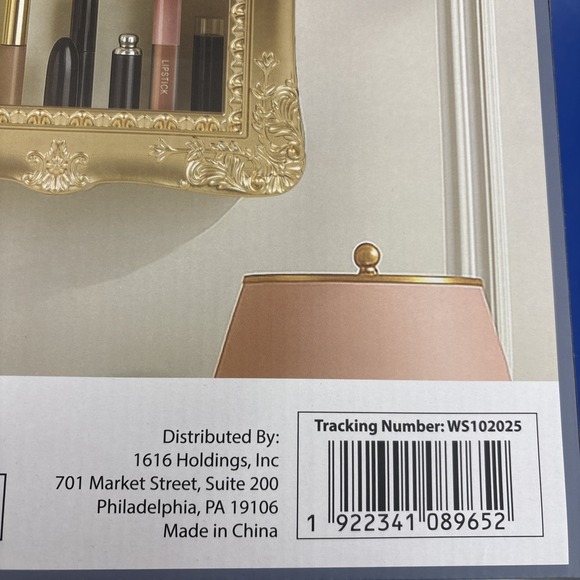 LIPSTICK
Distributed By:
1616 Holdings, Inc
701 Market Street, Suite 200
Philadelphia, PA 19106
Made in China
Tracking Number: WS102025
1 922341 089652